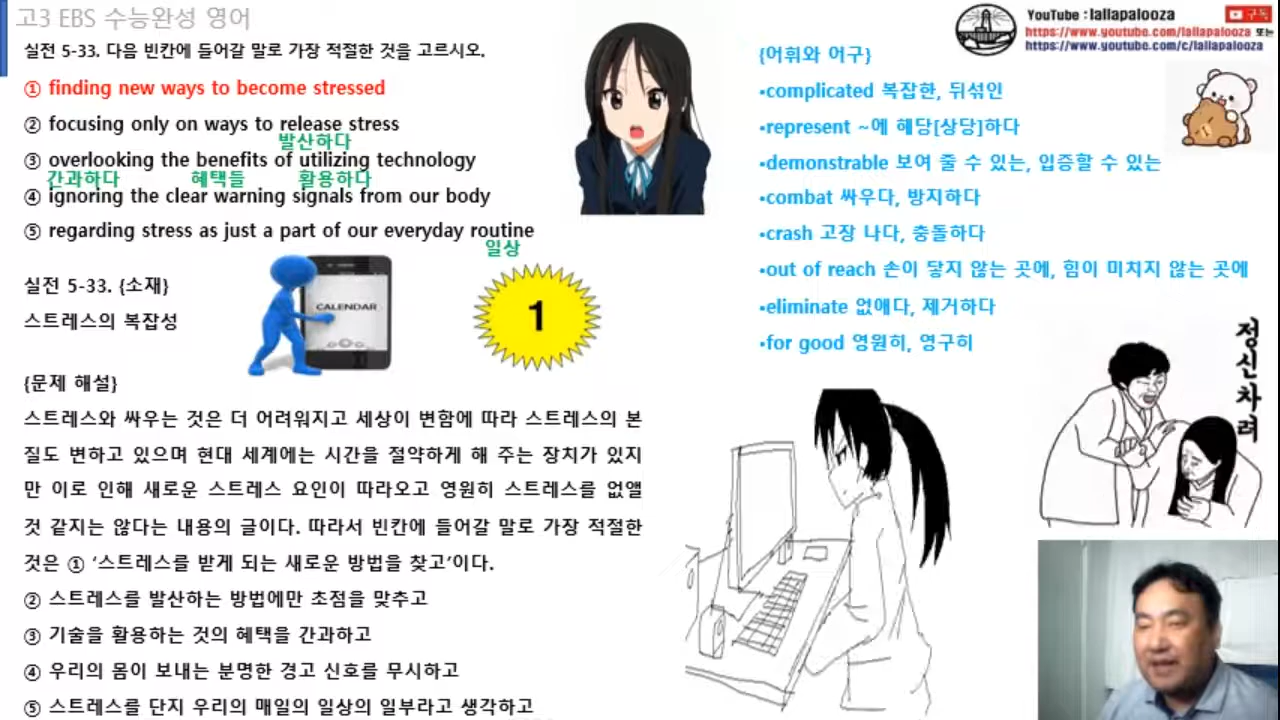 고3 EBS 수능완성 영어
실전 5-33. 다음 빈칸에 들어갈 말로 가장 적절한 것을 고르시오.
① finding new ways to become stressed
② focusing only on ways to release stress
발산하다
③ overlooking the benefits of utilizing technology
간과하다 혜택들 활용하다
④ ignoring the clear warning signals from our body
⑤ regarding stress as just a part of our everyday routine
일상
실전 5-33. {소재}
스트레스의 복잡성
CALENDAR
1
{문제 해설}
스트레스와 싸우는 것은 더 어려워지고 세상이 변함에 따라 스트레스의 본
질도 변하고 있으며 현대 세계에는 시간을 절약하게 해 주는 장치가 있지
만 이로 인해 새로운 스트레스 요인이 따라오고 영원히 스트레스를 없앨
것 같지는 않다는 내용의 글이다. 따라서 빈칸에 들어갈 말로 가장 적절한
것은 ① ‘스트레스를 받게 되는 새로운 방법을 찾고’이다.
② 스트레스를 발산하는 방법에만 초점을 맞추고
③ 기술을 활용하는 것의 혜택을 간과하고
④ 우리의 몸이 보내는 분명한 경고 신호를 무시하고
⑤ 스트레스를 단지 우리의 매일의 일상의 일부라고 생각하고
YouTube : lallapalooza 구독
https://www.youtube.com/lallapalooza 또는
https://www.youtube.com/c/lallapalooza
{어휘와 어구}
•complicated 복잡한, 뒤섞인
•represent ~에 해당[상당]하다
•demonstrable 보여 줄 수 있는, 입증할 수 있는
•combat 싸우다, 방지하다
•crash 고장 나다, 충돌하다
•out of reach 손이 닿지 않는 곳에, 힘이 미치지 않는 곳에
•eliminate 없애다, 제거하다
•for good 영원히, 영구히
정신차려